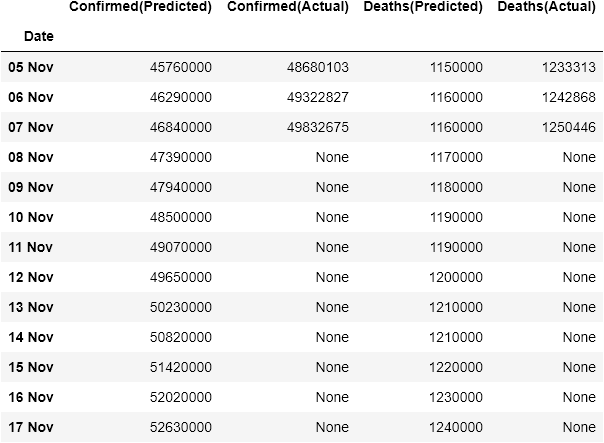 Confirmed(Predicted) Confirmed(Actual) Deaths(Predicted) Deaths(Actual)
Date
05 Nov 45760000 48680103 1150000 1233313
06 Nov 46290000 49322827 1160000 1242868
07 Nov 46840000 49832675 1160000 1250446
08 Nov 47390000 None 1170000 None
09 Nov 47940000 None 1180000 None
10 Nov 48500000 None 1190000 None
11 Nov 49070000 None 1190000 None
12 Nov 49650000 None 1200000 None
13 Nov 50230000 None 1210000 None
14 Nov 50820000 None 1210000 None
15 Nov 51420000 None 1220000 None
16 Nov 52020000 None 1230000 None
17 Nov 52630000 None 1240000 None